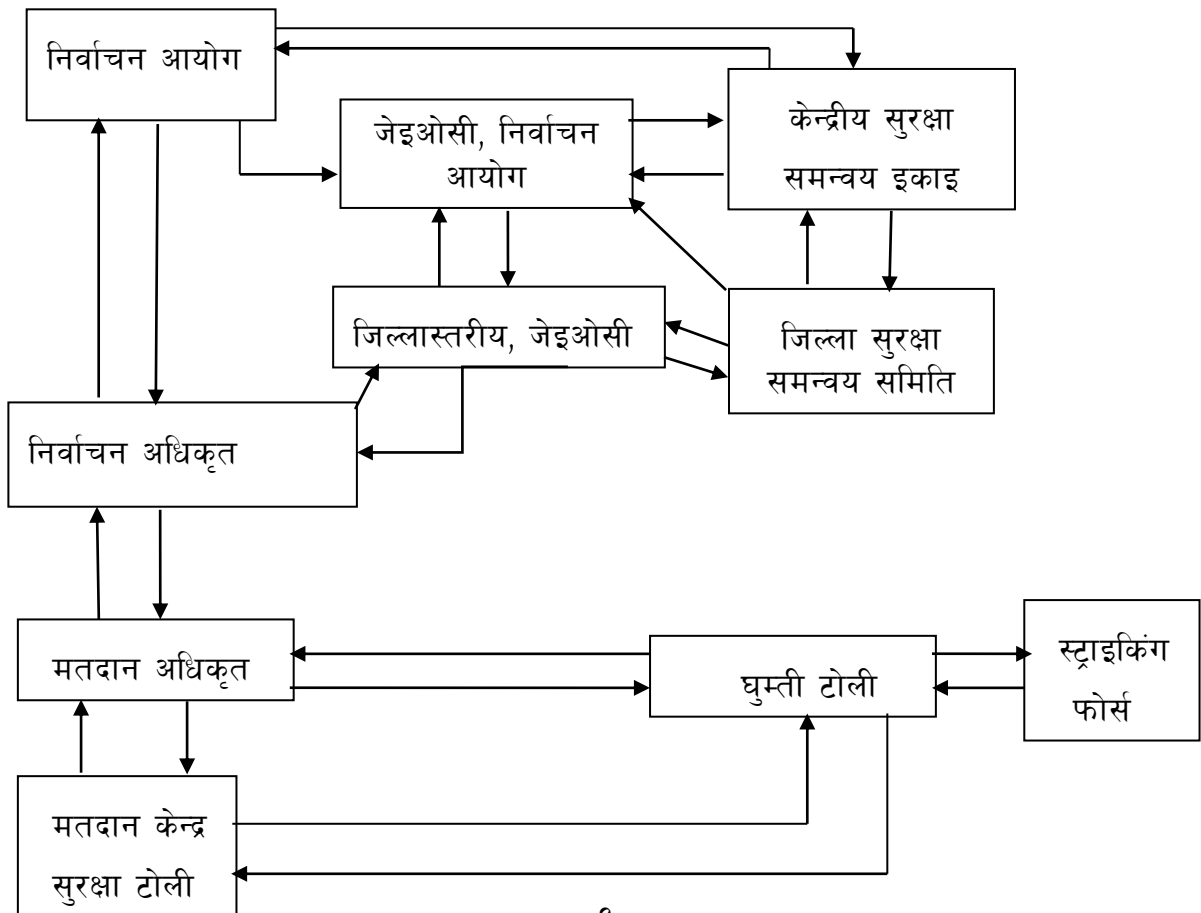 निर्वाचन आयोग
जेइओसी, निर्वाचन
आयोग
केन्द्रीय सुरक्षा
समन्वय इकाइ
जिल्लास्तरीय, जेइओसी
जिल्ला सुरक्षा
समन्वय समिति
निर्वाचन अधिकृत
मतदान अधिकृत
घुम्ती टोली
स्ट्राइकिंग
फोर्स
मतदान केन्द्र
सुरक्षा टोली